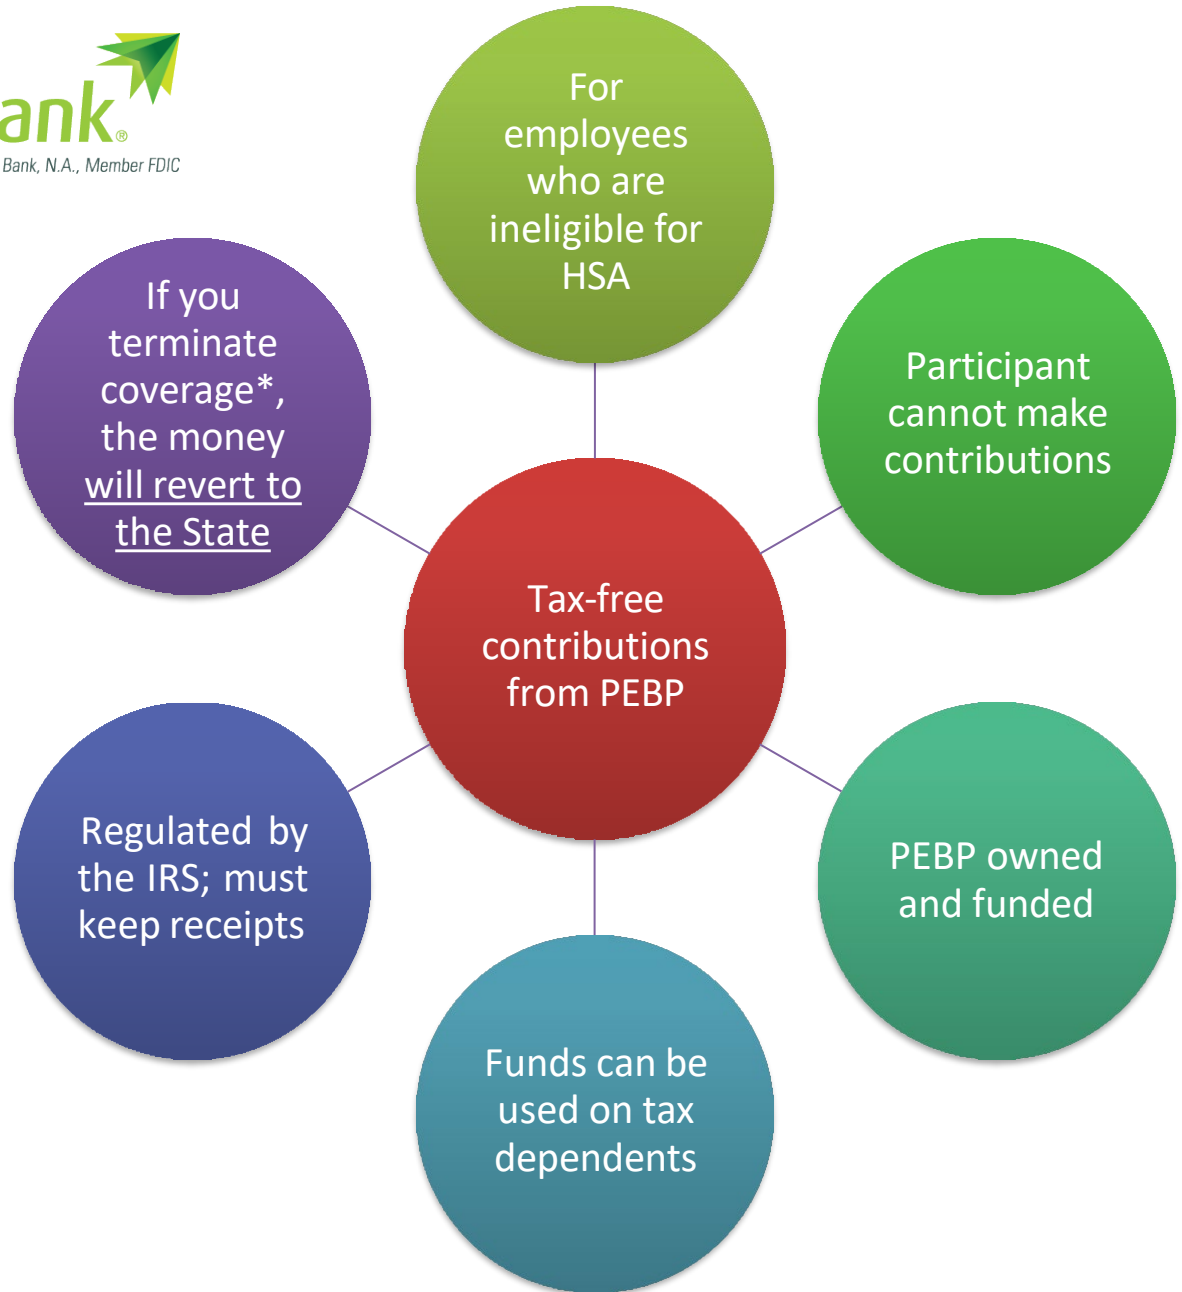 ank®
Bank, N.A., Member FDIC
For
employees
who are
ineligible for
HSA
If you
terminate
coverage*,
the money
will revert to
the State
Participant
cannot make
contributions
Tax-free
contributions
from PEBP
Regulated by
the IRS; must
keep receipts
PEBP owned
and funded
Funds can be
used on tax
dependents